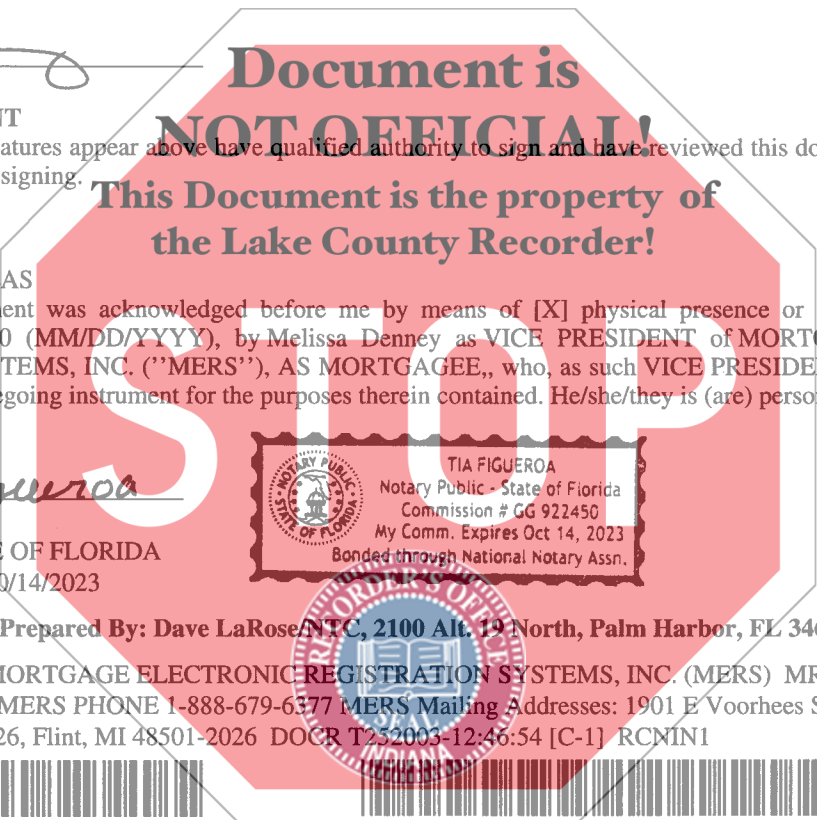 Document is
NT
NOT OFFICIAL!
atures appear above have qualified authority to sign and have reviewed this do
signing.
This Document is the property of
the Lake County Recorder!
AS
ent was acknowledged before me by means of [X] physical presence or
0 (MM/DD/YYYY), by Melissa Denney as VICE PRESIDENT of MORTG
TEMS, INC. (’’MERS’’), AS MORTGAGEE,, who, as such VICE PRESIDE
egoing instrument for the purposes therein contained. He/she/they is (are) perso
STOP
NOTARY PUBLIC
STATE OF FLORIDA
TIA FIGUEROA
Notary Public - State of Florida
Commission # GG 922450
My Comm. Expires Oct 14, 2023
Bonded through National Notary Assn.
gueroa
E OF FLORIDA
0/14/2023
RECORDER'S OFFICE
Prepared By: Dave LaRose/NTC, 2100 Alt. 19 North, Palm Harbor, FL 346
MORTGAGE ELECTRONIC REGISTRATION SYSTEMS, INC. (MERS) MR
MERS PHONE 1-888-679-6377 MERS Mailing Addresses: 1901 E Voorhees S
26, Flint, MI 48501-2026 DOCR T252003-12:46:54 [C-1] RCNIN1
SEAL
INDIANA